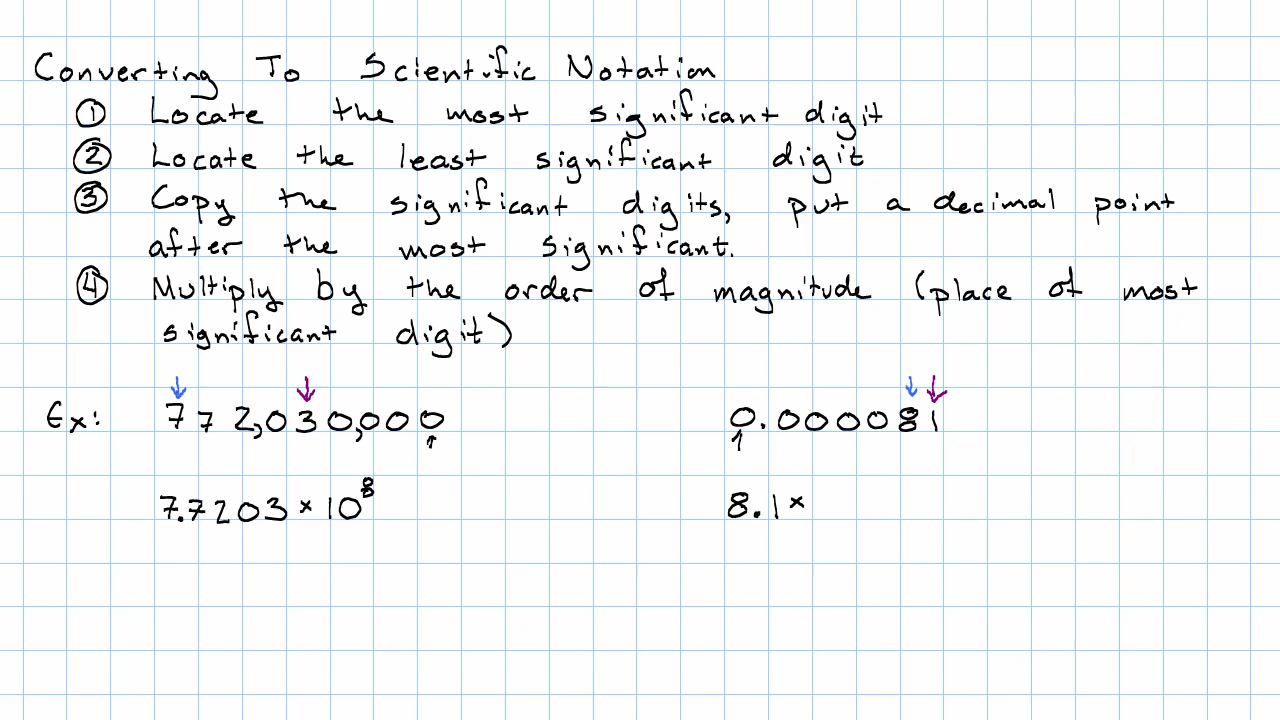 Converting To Scientific Notation
① Locate the most significant digit
② Locate the least significant digit
③ Copy the significant digits, put a decimal point
after the most significant.
④ Multiply by the order of magnitude (place of most
significant digit)
Ex: 772,030,000 0.000081
7.7203 × 10⁸ 8.1 ×